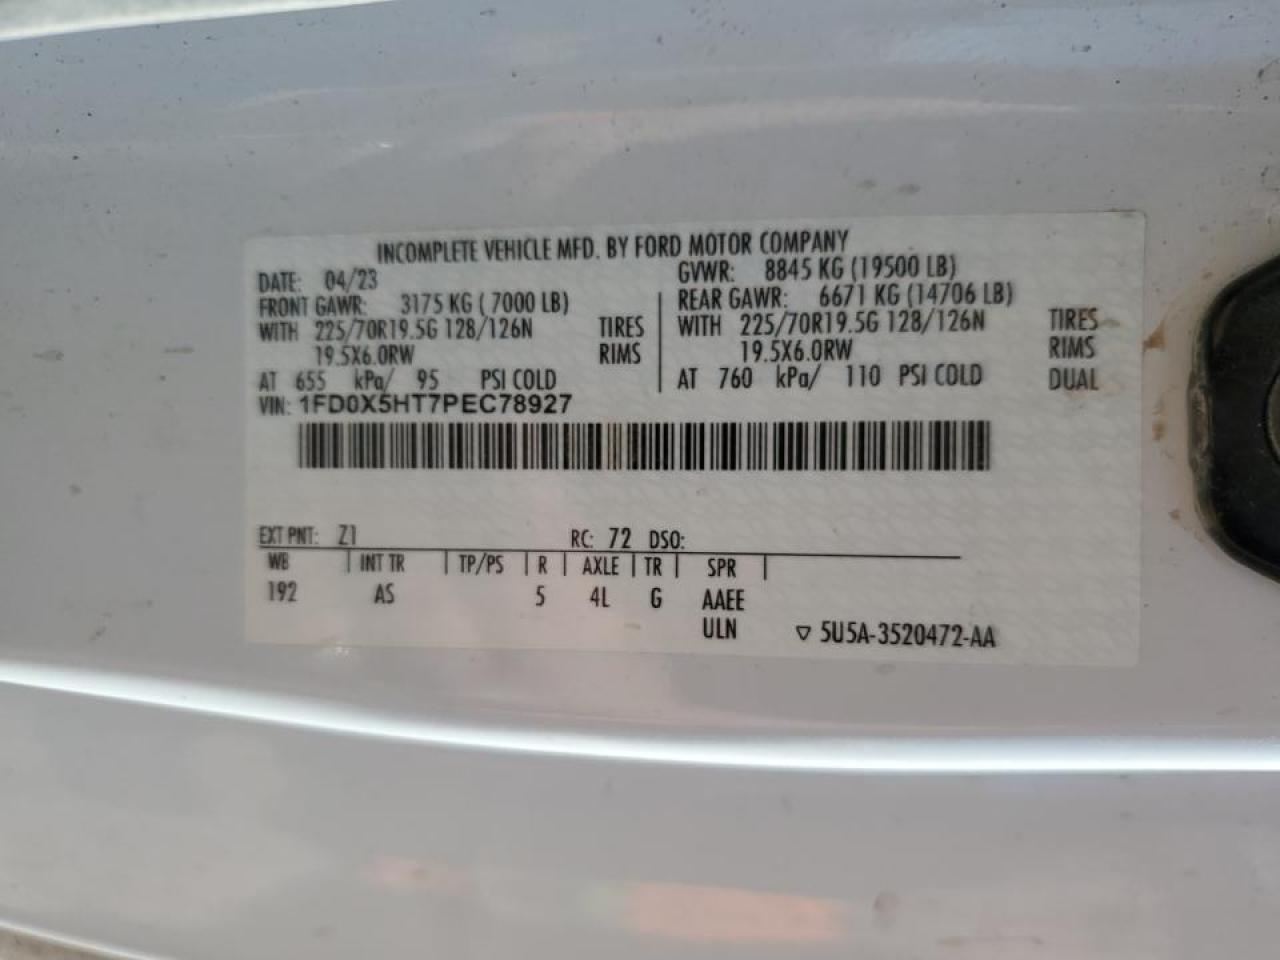 INCOMPLETE VEHICLE MFD. BY FORD MOTOR COMPANY
DATE: 04/23 GVWR: 8845 KG (19500 LB)
FRONT GAWR: 3175 KG ( 7000 LB) REAR GAWR: 6671 KG (14706 LB)
WITH 225/70R19.5G 128/126N TIRES WITH 225/70R19.5G 128/126N TIRES
19.5X6.0RW RIMS 19.5X6.0RW RIMS
AT 655 kPa/ 95 PSI COLD AT 760 kPa/ 110 PSI COLD DUAL
VIN: 1FD0X5HT7PEC78927
EXT PNT: Z1 RC: 72 DSO:
WB INT TR TP/PS R AXLE TR SPR
192 AS 5 4L G AAEE
ULN ▽ 5U5A-3520472-AA